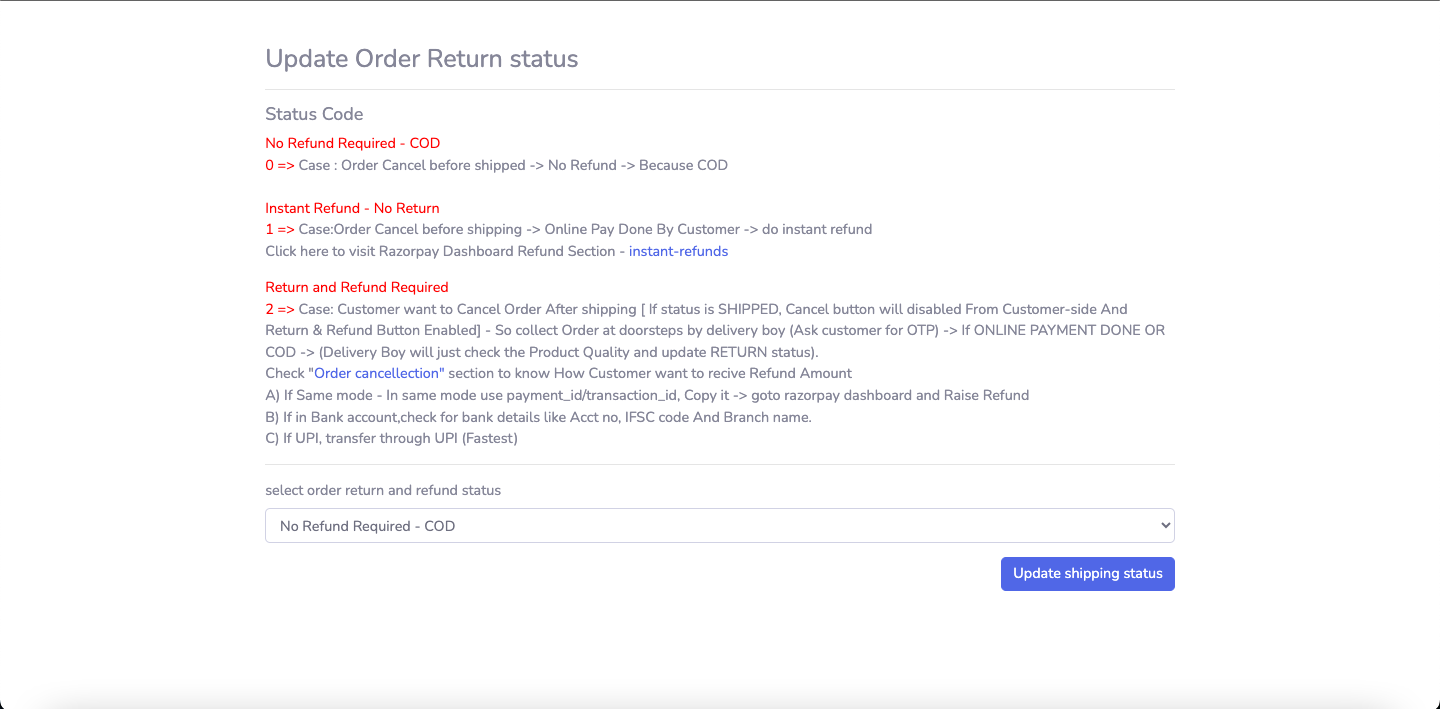 Update Order Return status
Status Code
No Refund Required - COD
0 => Case : Order Cancel before shipped -> No Refund -> Because COD
Instant Refund - No Return
1 => Case:Order Cancel before shipping -> Online Pay Done By Customer -> do instant refund
Click here to visit Razorpay Dashboard Refund Section - instant-refunds
Return and Refund Required
2 => Case: Customer want to Cancel Order After shipping [ If status is SHIPPED, Cancel button will disabled From Customer-side And
Return & Refund Button Enabled] - So collect Order at doorsteps by delivery boy (Ask customer for OTP) -> If ONLINE PAYMENT DONE OR
COD -> (Delivery Boy will just check the Product Quality and update RETURN status).
Check "Order cancellection" section to know How Customer want to recive Refund Amount
A) If Same mode - In same mode use payment_id/transaction_id, Copy it -> goto razorpay dashboard and Raise Refund
B) If in Bank account,check for bank details like Acct no, IFSC code And Branch name.
C) If UPI, transfer through UPI (Fastest)
select order return and refund status
No Refund Required - COD
Update shipping status